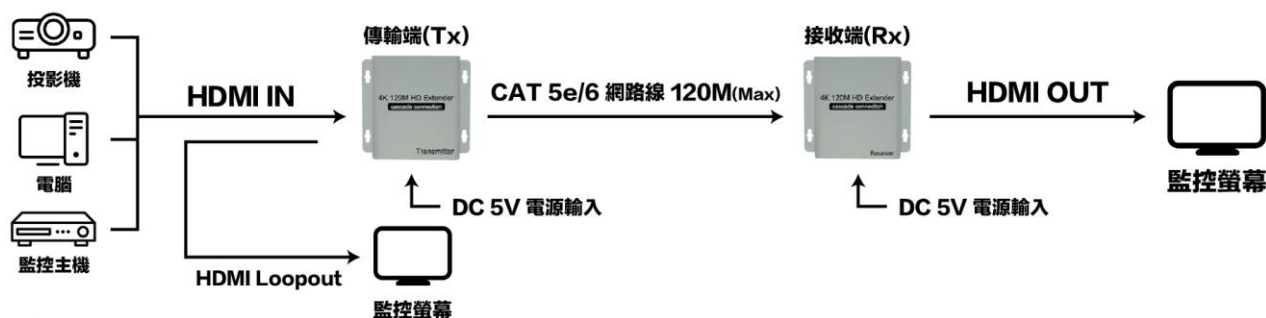 投影機
電腦
監控主機
HDMI IN
HDMI Loopout
監控螢幕
傳輸端(Tx)
4K 120M HD Extender
cascade connection
Transmitter
DC 5V 電源輸入
CAT 5e/6 網路線 120M(Max)
接收端(Rx)
4K 120M HD Extender
cascade connection
Receiver
DC 5V 電源輸入
HDMI OUT
監控螢幕